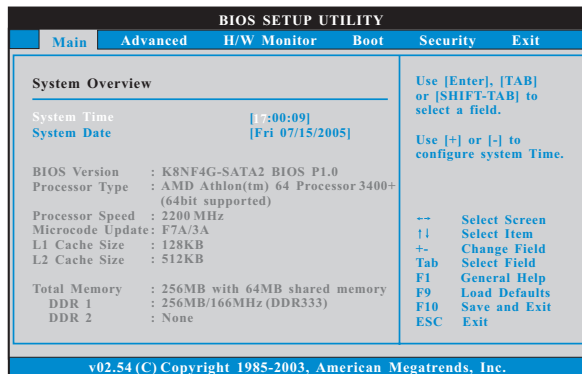 BIOS SETUP UTILITY
Main Advanced H/W Monitor Boot Security Exit
System Overview
System Time [17:00:09]
System Date [Fri 07/15/2005]
BIOS Version : K8NF4G-SATA2 BIOS P1.0
Processor Type : AMD Athlon(tm) 64 Processor 3400+
(64bit supported)
Processor Speed : 2200 MHz
Microcode Update : F7A/3A
L1 Cache Size : 128KB
L2 Cache Size : 512KB
Total Memory : 256MB with 64MB shared memory
DDR 1 : 256MB/166MHz (DDR333)
DDR 2 : None
Use [Enter], [TAB]
or [SHIFT-TAB] to
select a field.
Use [+] or [-] to
configure system Time.
←→ Select Screen
↑↓ Select Item
+- Change Field
Tab Select Field
F1 General Help
F9 Load Defaults
F10 Save and Exit
ESC Exit
v02.54 (C) Copyright 1985-2003, American Megatrends, Inc.